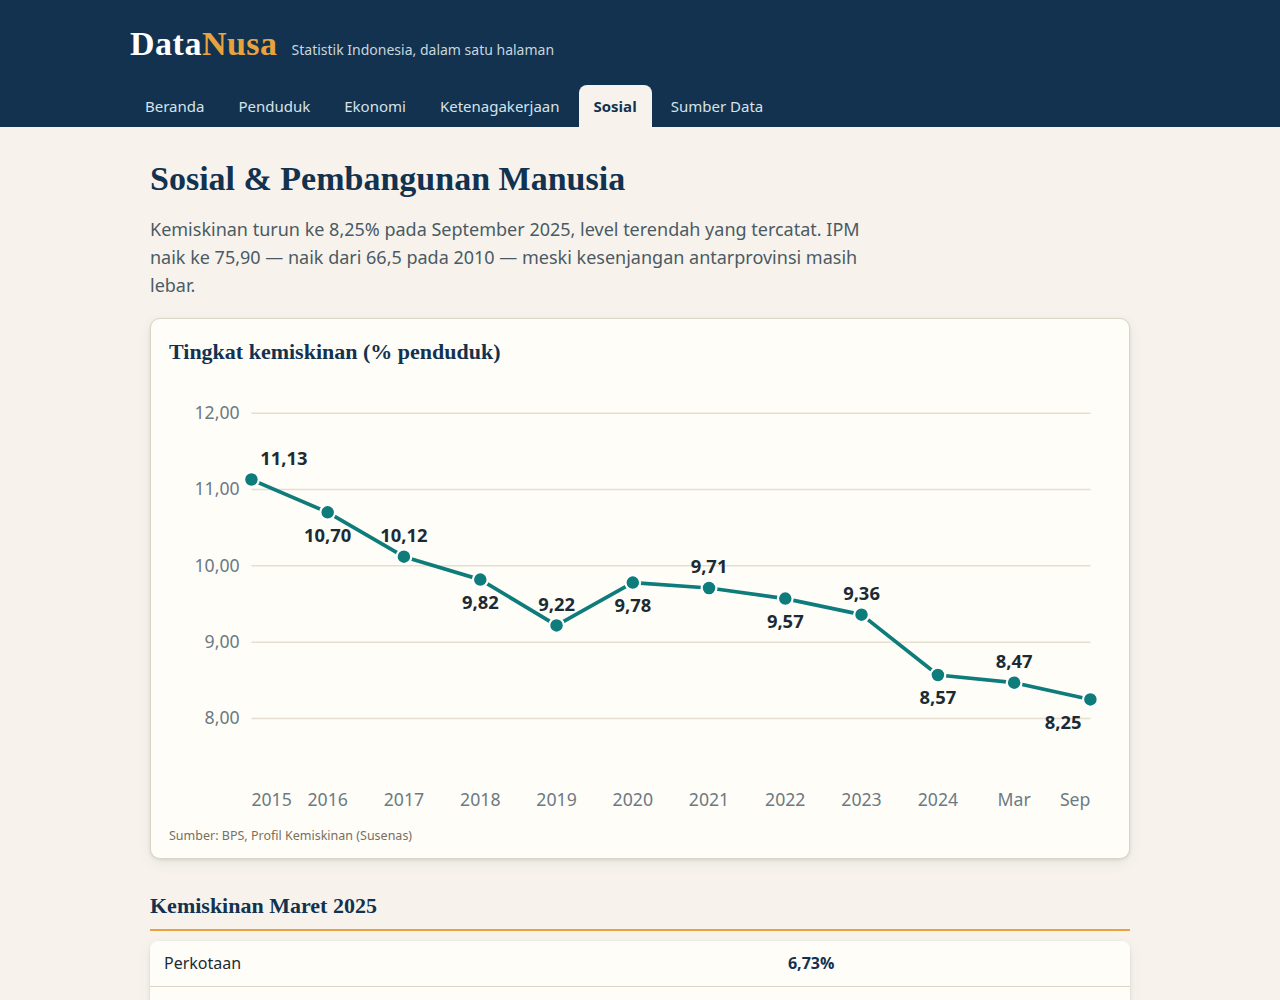 DataNusa Statistik Indonesia, dalam satu halaman
Beranda Penduduk Ekonomi Ketenagakerjaan Sosial Sumber Data
Sosial & Pembangunan Manusia
Kemiskinan turun ke 8,25% pada September 2025, level terendah yang tercatat. IPM
naik ke 75,90 — naik dari 66,5 pada 2010 — meski kesenjangan antarprovinsi masih
lebar.
Tingkat kemiskinan (% penduduk)
12,00
11,00
10,00
9,00
8,00
11,13
10,70
10,12
9,82
9,22
9,78
9,71
9,57
9,36
8,57
8,47
8,25
2015 2016 2017 2018 2019 2020 2021 2022 2023 2024 Mar Sep
Sumber: BPS, Profil Kemiskinan (Susenas)
Kemiskinan Maret 2025
Perkotaan 6,73%